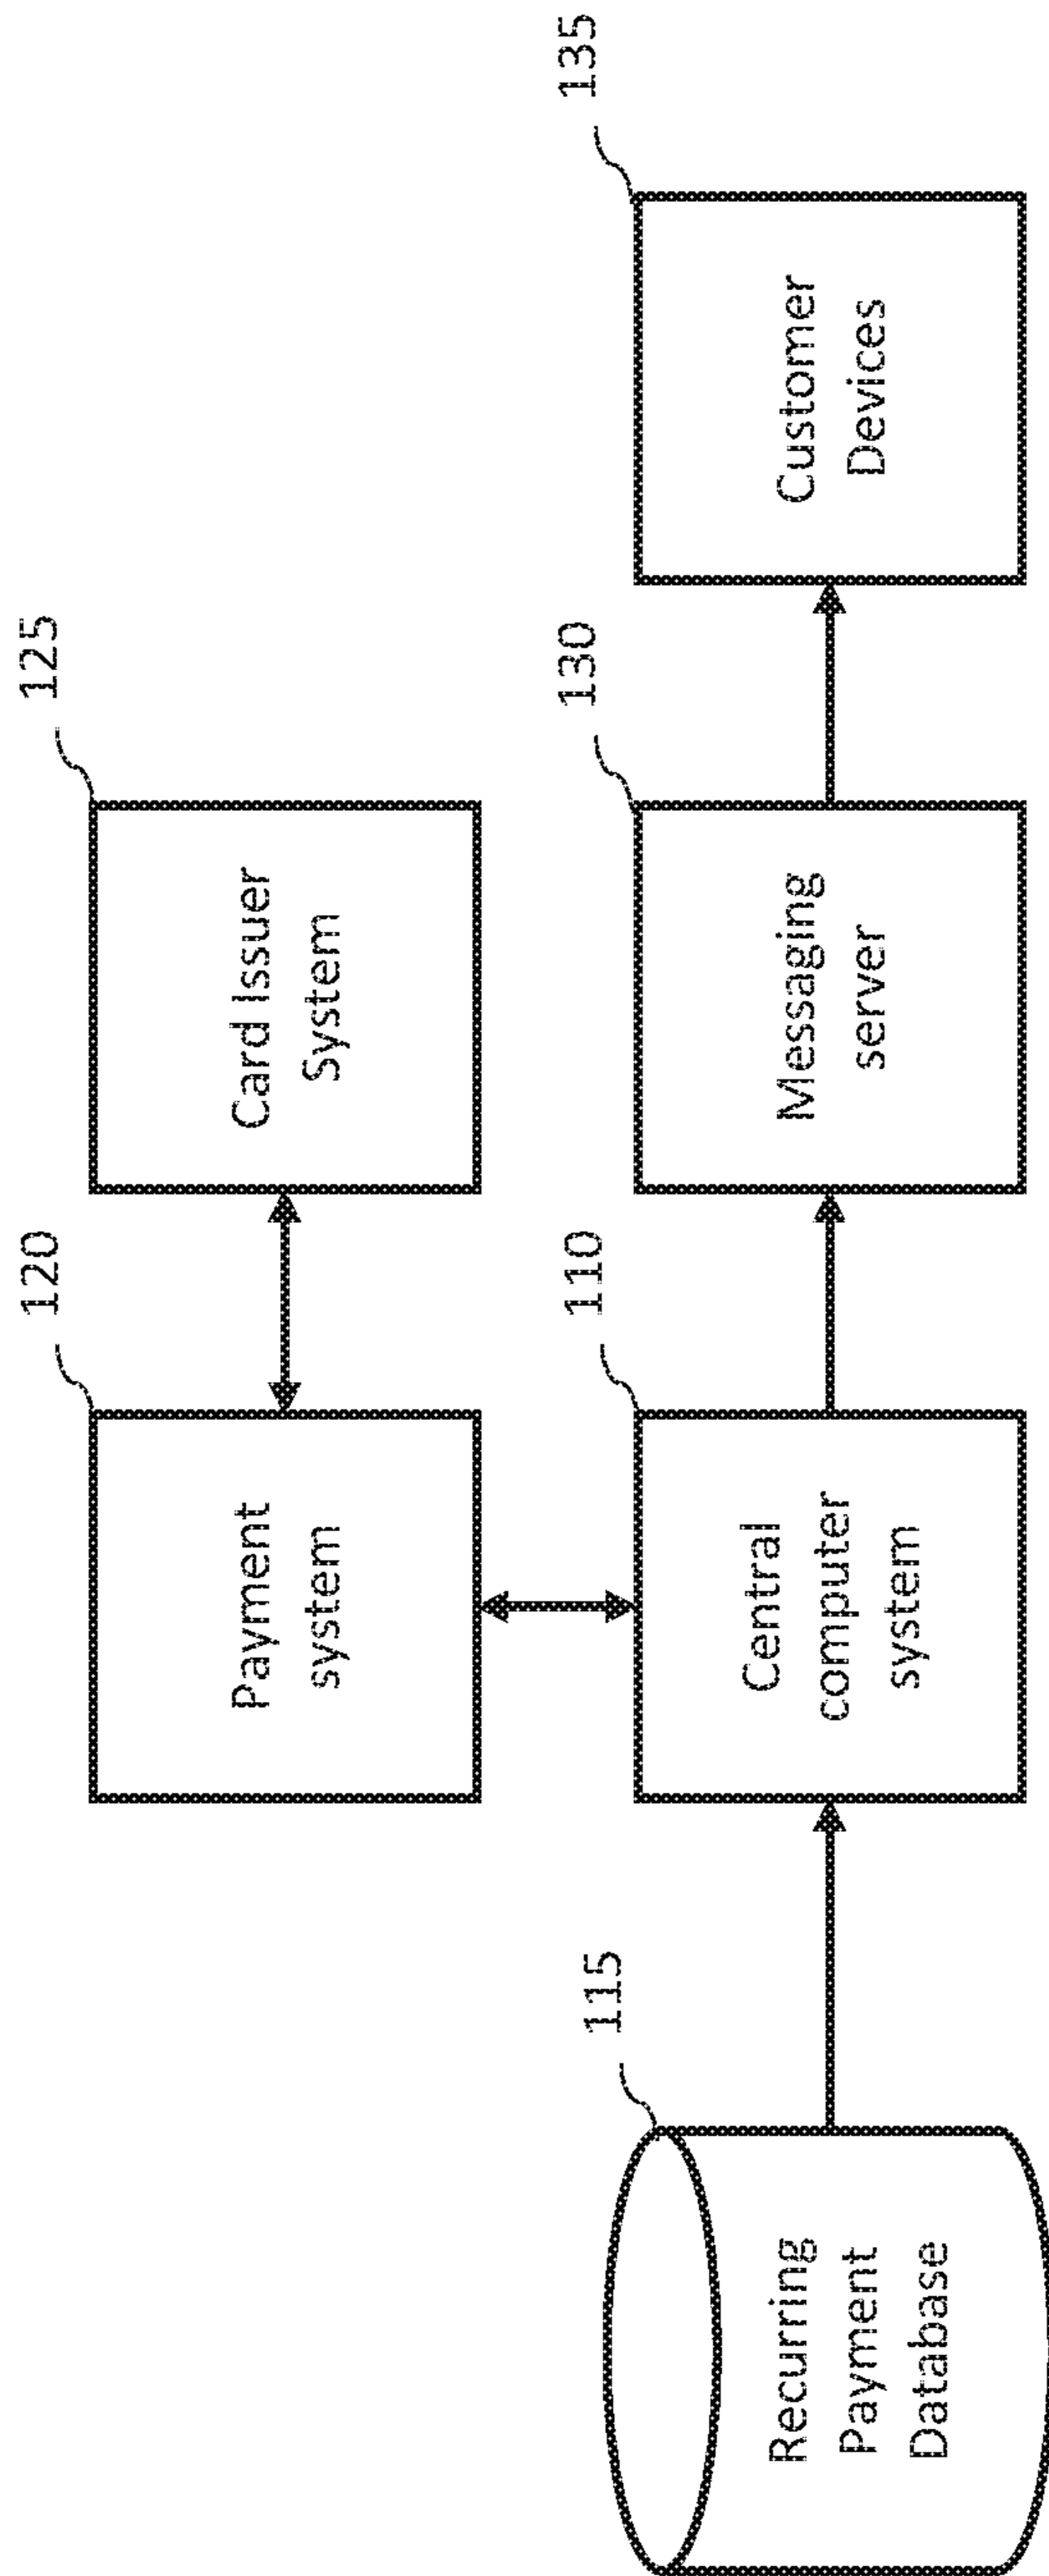 120
125
Payment
system
Card Issuer
System
115
110
130
135
Recurring
Payment
Database
Central
computer
system
Messaging
server
Customer
Devices